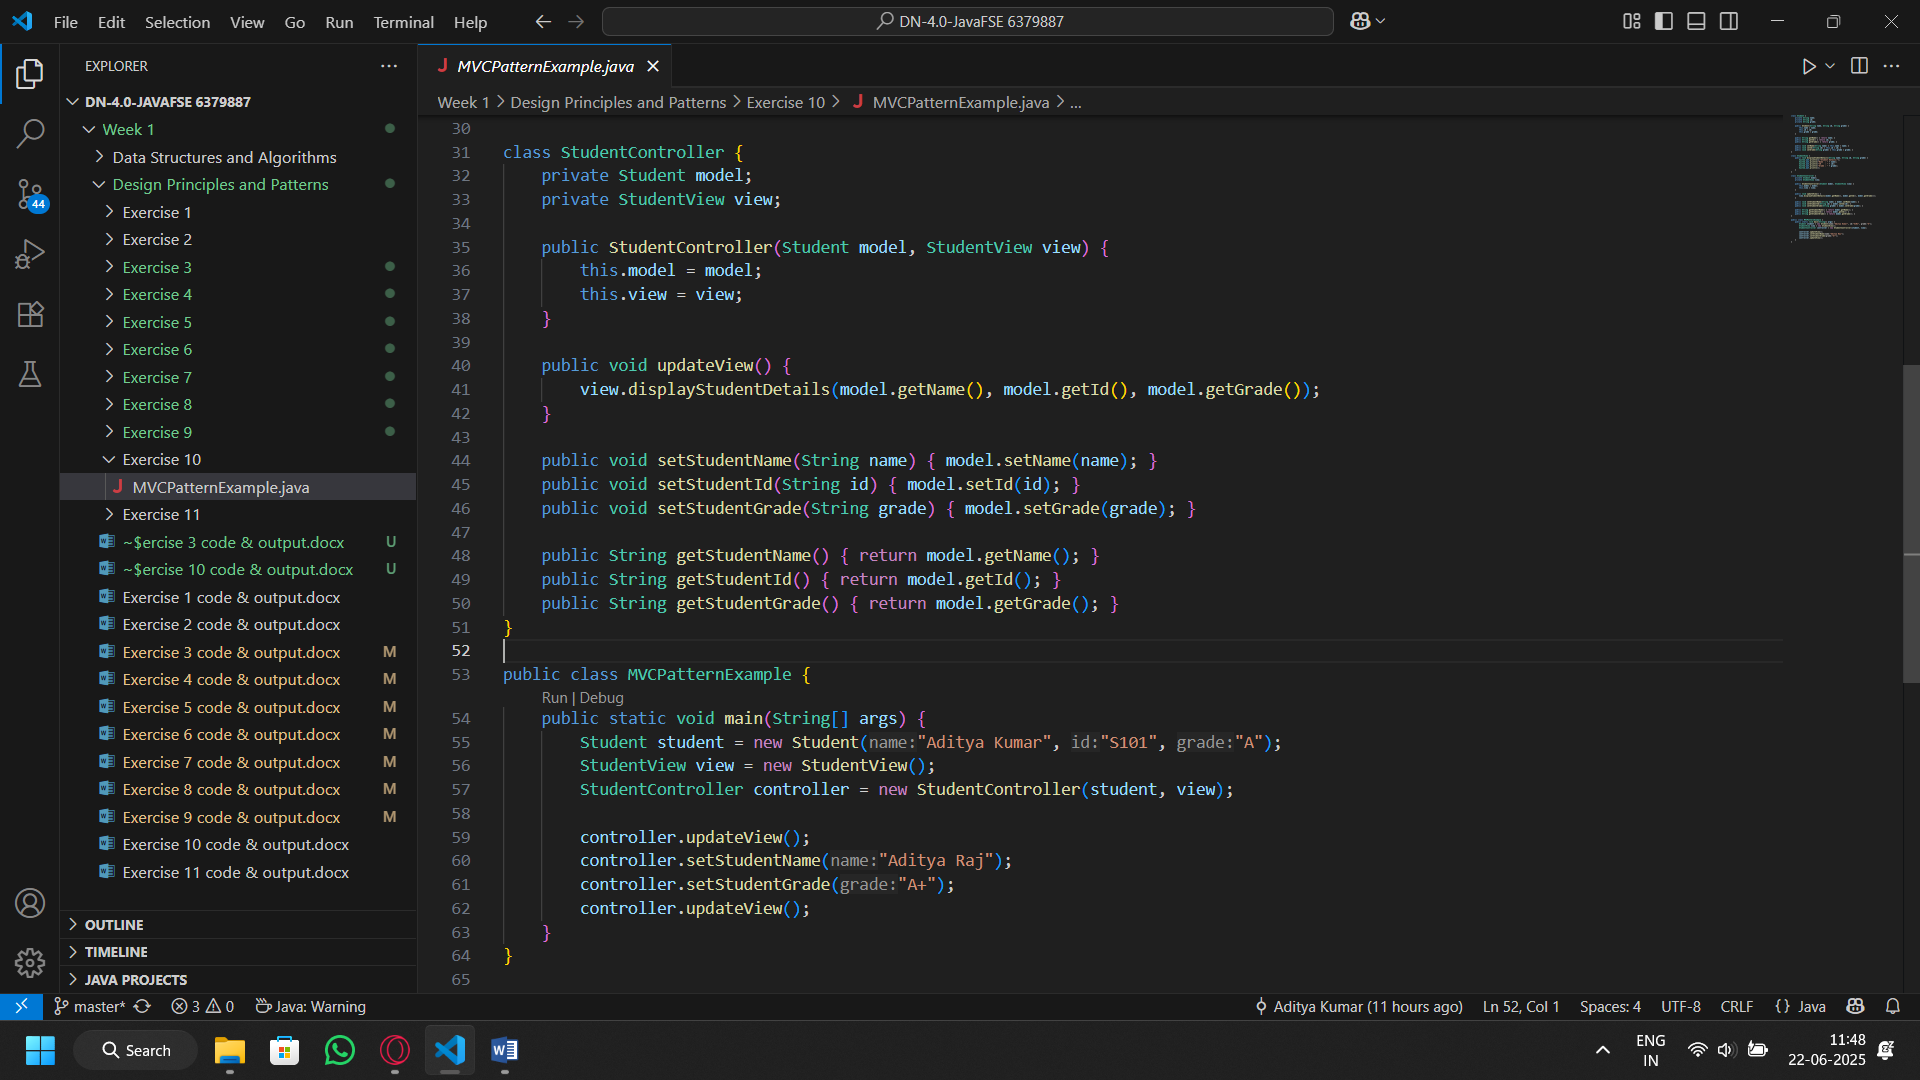 File Edit Selection View Go Run Terminal Help
DN-4.0-JavaFSE 6379887
EXPLORER
DN-4.0-JAVAFSE 6379887
Week 1
Data Structures and Algorithms
Design Principles and Patterns
Exercise 1
Exercise 2
Exercise 3
Exercise 4
Exercise 5
Exercise 6
Exercise 7
Exercise 8
Exercise 9
Exercise 10
MVCPatternExample.java
Exercise 11
~$ercise 3 code & output.docx U
~$ercise 10 code & output.docx U
Exercise 1 code & output.docx
Exercise 2 code & output.docx
Exercise 3 code & output.docx M
Exercise 4 code & output.docx M
Exercise 5 code & output.docx M
Exercise 6 code & output.docx M
Exercise 7 code & output.docx M
Exercise 8 code & output.docx M
Exercise 9 code & output.docx M
Exercise 10 code & output.docx
Exercise 11 code & output.docx
OUTLINE
TIMELINE
JAVA PROJECTS
44
J MVCPatternExample.java
Week 1 > Design Principles and Patterns > Exercise 10 > J MVCPatternExample.java > ...
30
31 class StudentController {
32 private Student model;
33 private StudentView view;
34
35 public StudentController(Student model, StudentView view) {
36 this.model = model;
37 this.view = view;
38 }
39
40 public void updateView() {
41 view.displayStudentDetails(model.getName(), model.getId(), model.getGrade());
42 }
43
44 public void setStudentName(String name) { model.setName(name); }
45 public void setStudentId(String id) { model.setId(id); }
46 public void setStudentGrade(String grade) { model.setGrade(grade); }
47
48 public String getStudentName() { return model.getName(); }
49 public String getStudentId() { return model.getId(); }
50 public String getStudentGrade() { return model.getGrade(); }
51 }
52
53 public class MVCPatternExample {
Run | Debug
54 public static void main(String[] args) {
55 Student student = new Student(name:"Aditya Kumar", id:"S101", grade:"A");
56 StudentView view = new StudentView();
57 StudentController controller = new StudentController(student, view);
58
59 controller.updateView();
60 controller.setStudentName(name:"Aditya Raj");
61 controller.setStudentGrade(grade:"A+");
62 controller.updateView();
63 }
64 }
65
master* 3 0 Java: Warning Aditya Kumar (11 hours ago) Ln 52, Col 1 Spaces: 4 UTF-8 CRLF {} Java
Search
ENG
IN
11:48
22-06-2025